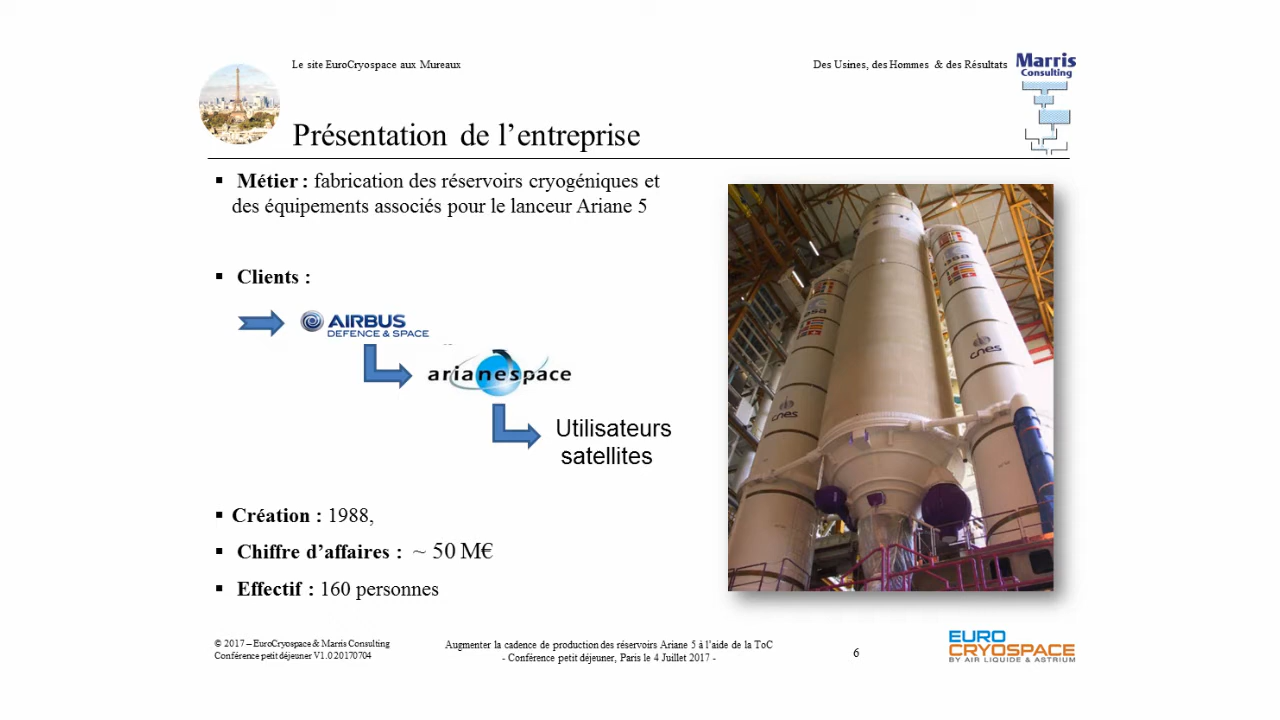 Le site EuroCryospace aux Mureaux
Des Usines, des Hommes & des Résultats
Marris
Consulting
Présentation de l’entreprise
▪ Métier : fabrication des réservoirs cryogéniques et
des équipements associés pour le lanceur Ariane 5
▪ Clients :
AIRBUS
DEFENCE & SPACE
arianespace
Utilisateurs
satellites
esa
esa
cnes
cnes
▪ Création : 1988,
▪ Chiffre d’affaires : ~ 50 M€
▪ Effectif : 160 personnes
© 2017 – EuroCryospace & Marris Consulting
Conférence petit déjeuner V1.0 20170704
Augmenter la cadence de production des réservoirs Ariane 5 à l’aide de la ToC
- Conférence petit déjeuner, Paris le 4 Juillet 2017 -
6
EURO
CRYOSPACE
BY AIR LIQUIDE & ASTRIUM